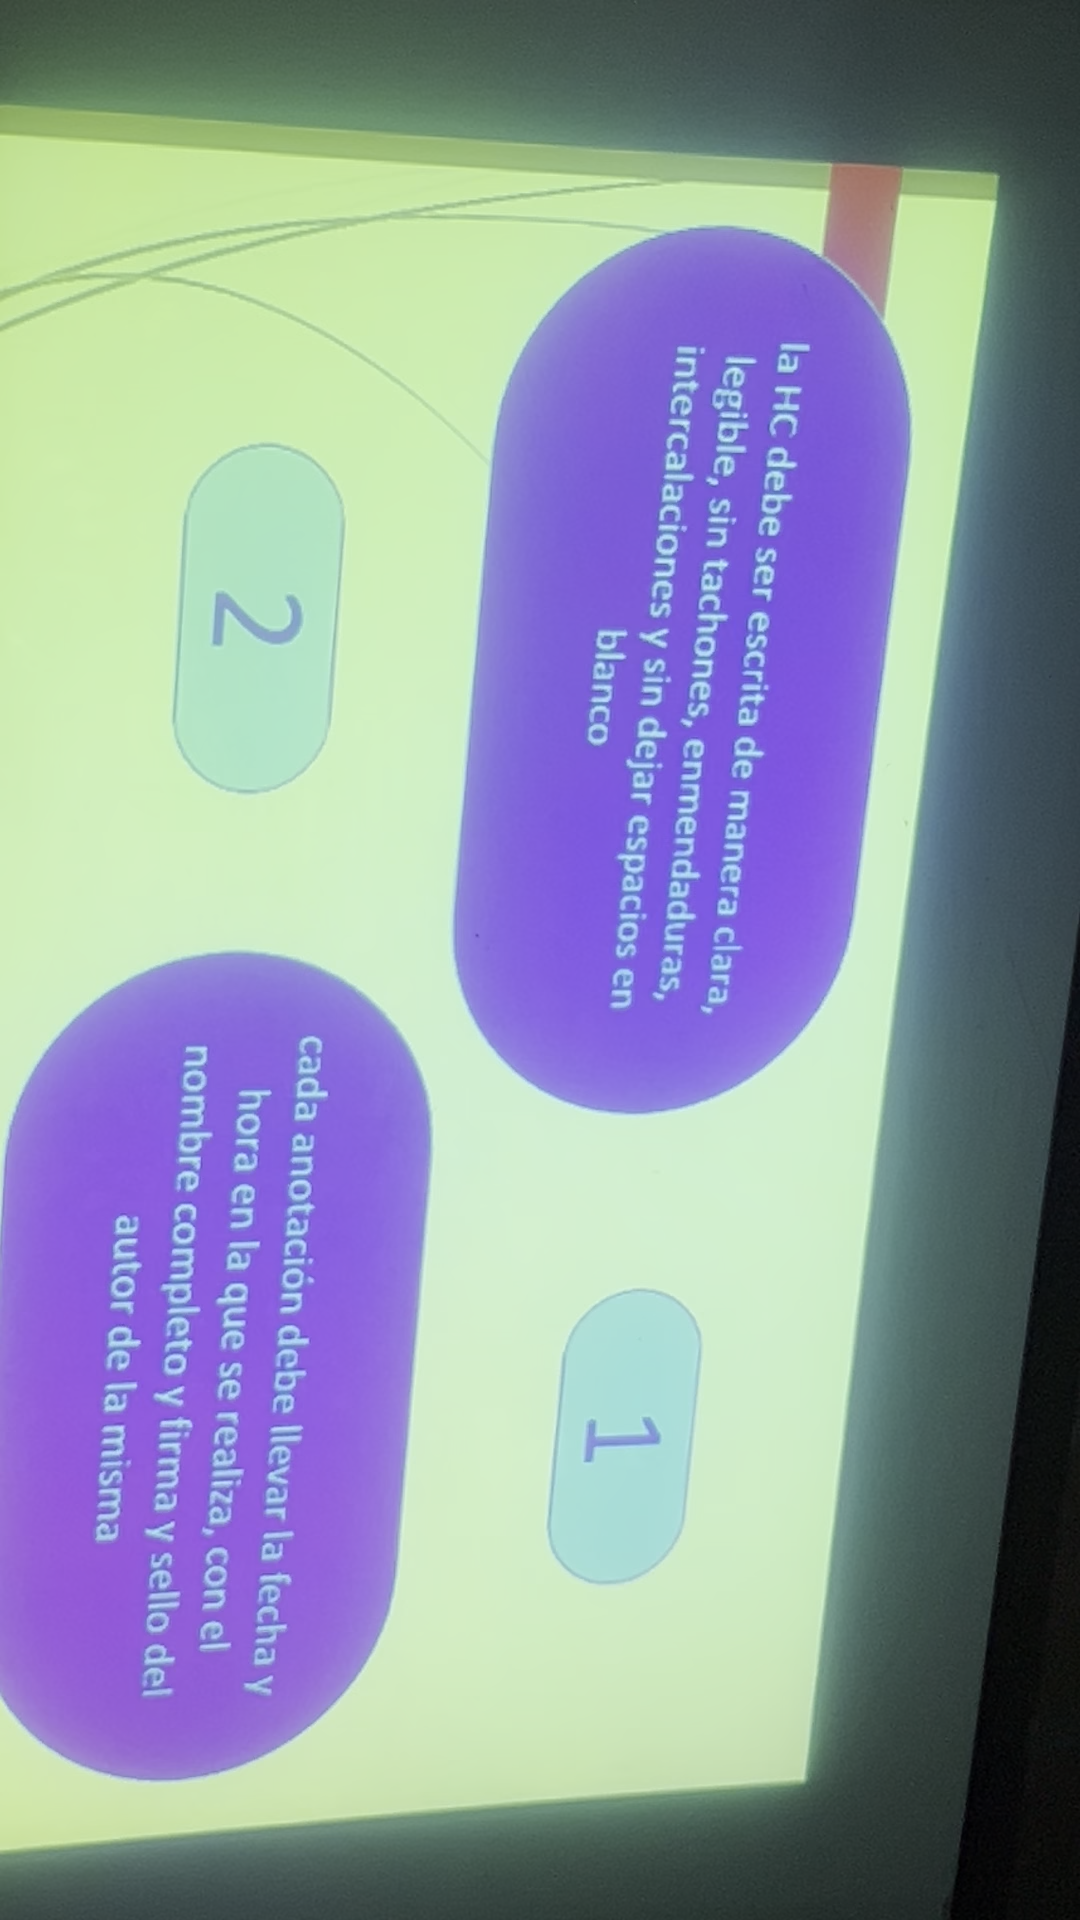 la HC debe ser escrita de manera clara,
legible, sin tachones, enmendaduras,
intercalaciones y sin dejar espacios en
blanco
1
2
cada anotación debe llevar la fecha y
hora en la que se realiza, con el
nombre completo y firma y sello del
autor de la misma